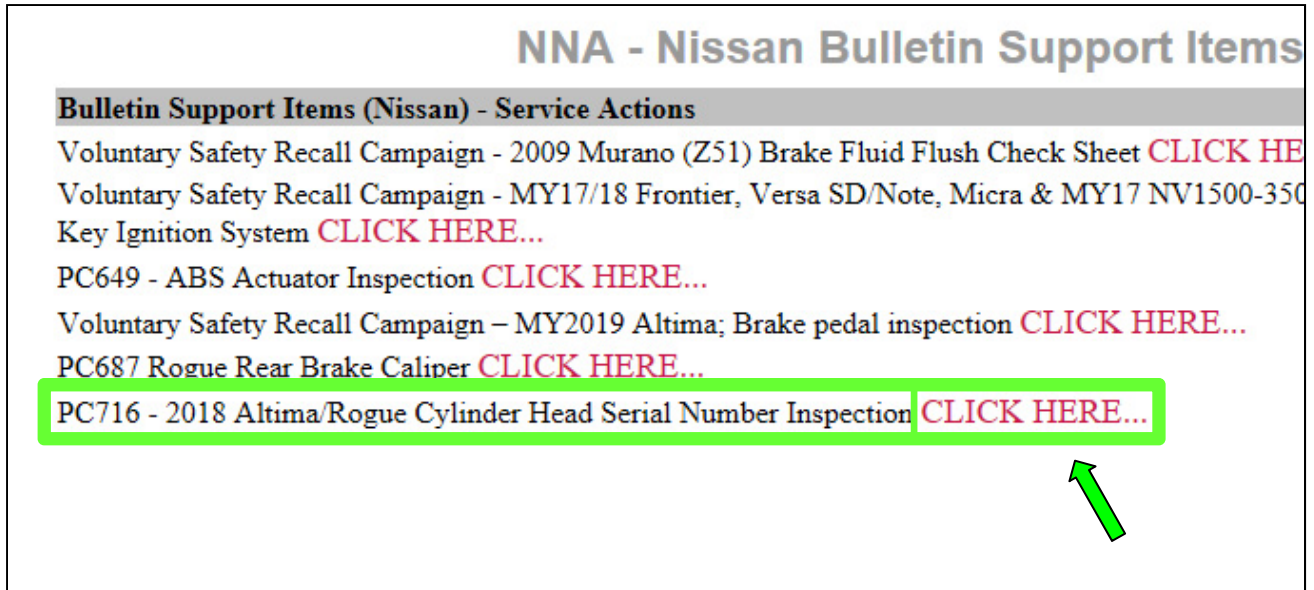 NNA - Nissan Bulletin Support Items
Bulletin Support Items (Nissan) - Service Actions
Voluntary Safety Recall Campaign - 2009 Murano (Z51) Brake Fluid Flush Check Sheet CLICK HE
Voluntary Safety Recall Campaign - MY17/18 Frontier, Versa SD/Note, Micra & MY17 NV1500-350
Key Ignition System CLICK HERE...
PC649 - ABS Actuator Inspection CLICK HERE...
Voluntary Safety Recall Campaign – MY2019 Altima; Brake pedal inspection CLICK HERE...
PC687 Rogue Rear Brake Caliper CLICK HERE...
PC716 - 2018 Altima/Rogue Cylinder Head Serial Number Inspection CLICK HERE...